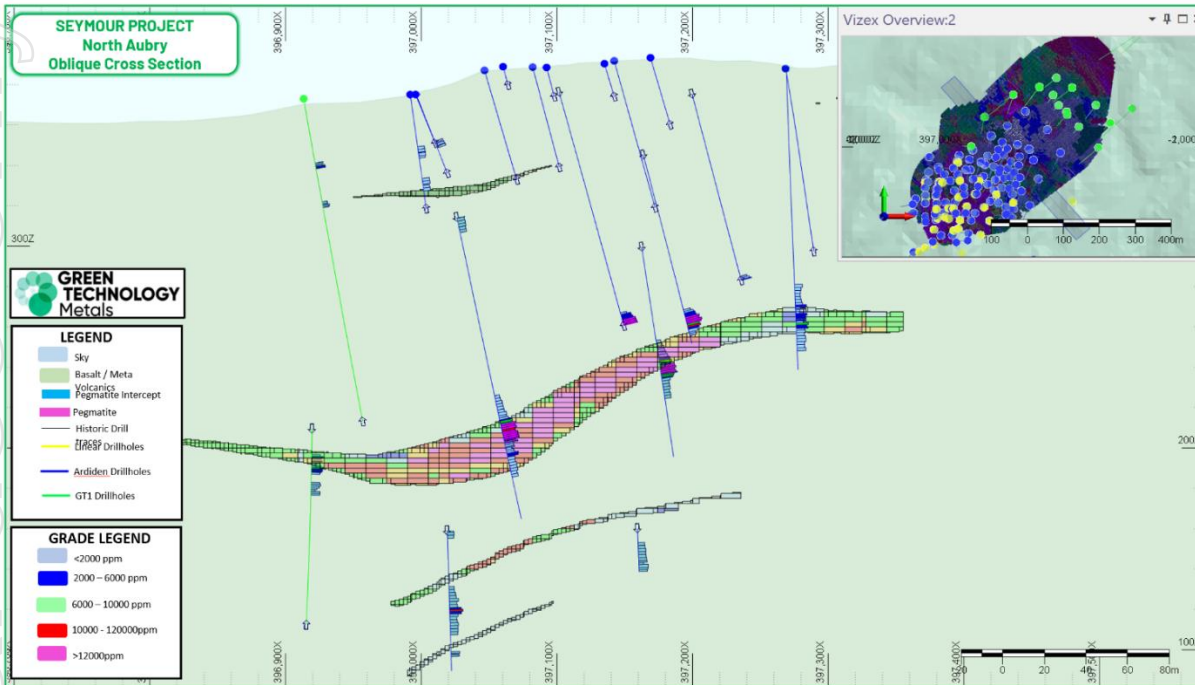 SEYMOUR PROJECT
North Aubry
Oblique Cross Section
396,900X
397,000X
397,100X
397,200X
397,300X
Vizex Overview:2
397,
-2,000
100 0 100 200 300 400m
300Z
GREEN
TECHNOLOGY
Metals
LEGEND
Sky
Basalt / Meta
Volcanics
Pegmatite Intercept
Pegmatite
Historic Drill
traces
Linear Drillholes
Ardiden Drillholes
GT1 Drillholes
200
GRADE LEGEND
<2000 ppm
2000 – 6000 ppm
6000 – 10000 ppm
10000 - 120000ppm
>12000ppm
100
396,900X
397,000X
397,100X
397,200X
397,300X
397,400X
-20 0 20 40 60 80m